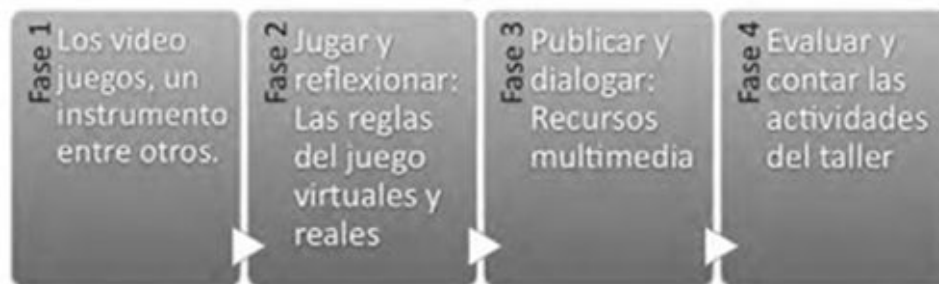 Fase 1
Los video
juegos, un
instrumento
entre otros.
Fase 2
Jugar y
reflexionar:
Las reglas
del juego
virtuales y
reales
Fase 3
Publicar y
dialogar:
Recursos
multimedia
Fase 4
Evaluar y
contar las
actividades
del taller